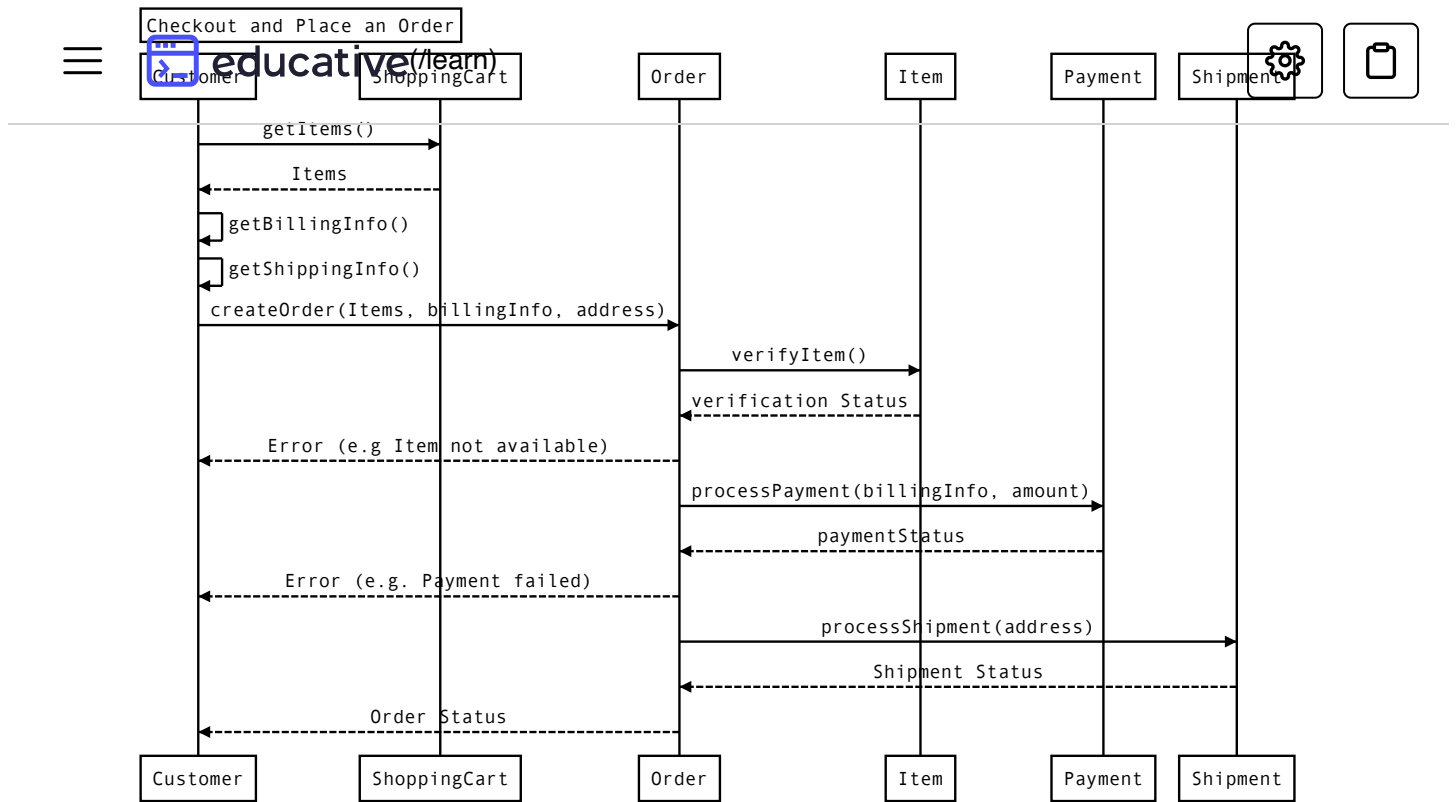 Checkout and Place an Order
educative(/learn)
Customer ShoppingCart Order Item Payment Shipment
getItems()
Items
getBillingInfo()
getShippingInfo()
createOrder(Items, billingInfo, address)
verifyItem()
verification Status
Error (e.g Item not available)
processPayment(billingInfo, amount)
paymentStatus
Error (e.g. Payment failed)
processShipment(address)
Shipment Status
Order Status
Customer ShoppingCart Order Item Payment Shipment